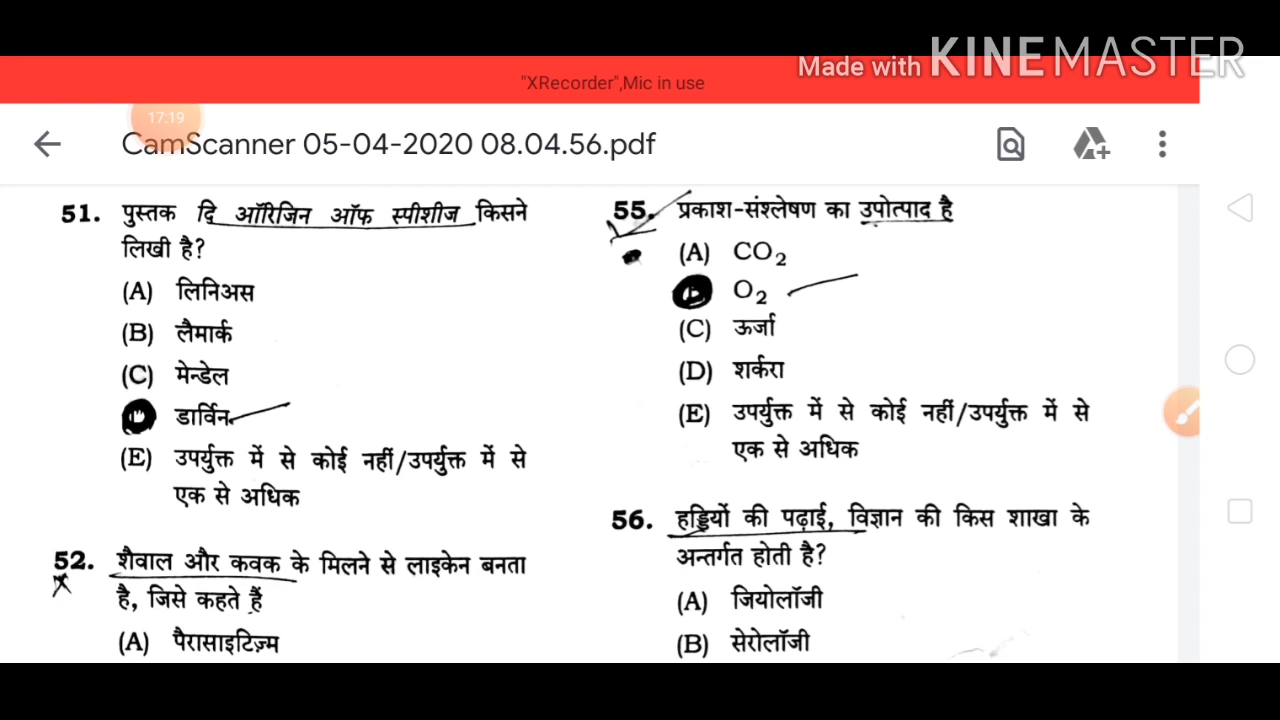 Made with KINEMASTER
"XRecorder",Mic in use
17:19
CamScanner 05-04-2020 08.04.56.pdf
51. पुस्तक दि ऑरिजिन ऑफ स्पीशीज किसने
लिखी है?
(A) लिनिअस
(B) लैमार्क
(C) मेन्डेल
डार्विन
(E) उपर्युक्त में से कोई नहीं/उपर्युक्त में से
एक से अधिक
52. शैवाल और कवक के मिलने से लाइकेन बनता
है, जिसे कहते हैं
(A) पैरासाइटिज़्म
55. प्रकाश-संश्लेषण का उपोत्पाद है
(A) CO₂
O₂
(C) ऊर्जा
(D) शर्करा
(E) उपर्युक्त में से कोई नहीं/उपर्युक्त में से
एक से अधिक
56. हड्डियों की पढ़ाई, विज्ञान की किस शाखा के
अन्तर्गत होती है?
(A) जियोलॉजी
(B) सेरोलॉजी